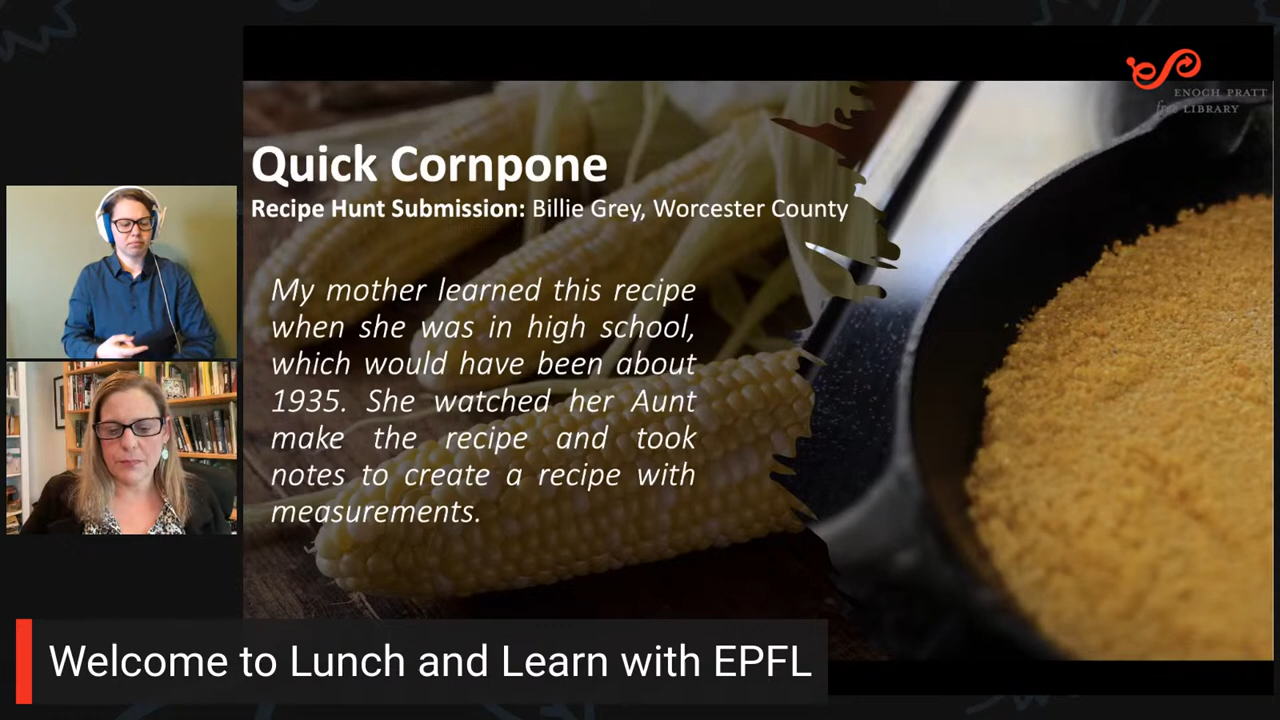 ENOCH PRATT
free LIBRARY
Quick Cornpone
Recipe Hunt Submission: Billie Grey, Worcester County
My mother learned this recipe
when she was in high school,
which would have been about
1935. She watched her Aunt
make the recipe and took
notes to create a recipe with
measurements.
Welcome to Lunch and Learn with EPFL